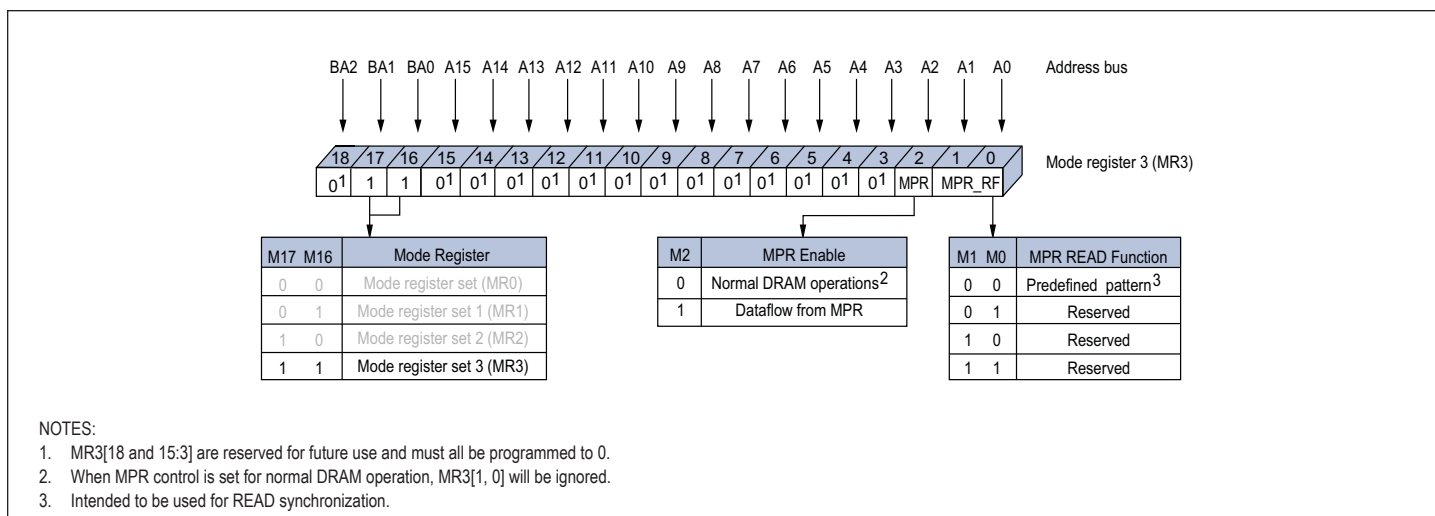 BA2 BA1 BA0 A15 A14 A13 A12 A11 A10 A9 A8 A7 A6 A5 A4 A3 A2 A1 A0 Address bus
18 17 16 15 14 13 12 11 10 9 8 7 6 5 4 3 2 1 0 Mode register 3 (MR3)
0¹ 1 1 0¹ 0¹ 0¹ 0¹ 0¹ 0¹ 0¹ 0¹ 0¹ 0¹ 0¹ 0¹ 0¹ MPR MPR_RF
M17 M16 Mode Register
0 0 Mode register set (MR0)
0 1 Mode register set 1 (MR1)
1 0 Mode register set 2 (MR2)
1 1 Mode register set 3 (MR3)
M2 MPR Enable
0 Normal DRAM operations²
1 Dataflow from MPR
M1 M0 MPR READ Function
0 0 Predefined pattern³
0 1 Reserved
1 0 Reserved
1 1 Reserved
NOTES:
1. MR3[18 and 15:3] are reserved for future use and must all be programmed to 0.
2. When MPR control is set for normal DRAM operation, MR3[1, 0] will be ignored.
3. Intended to be used for READ synchronization.